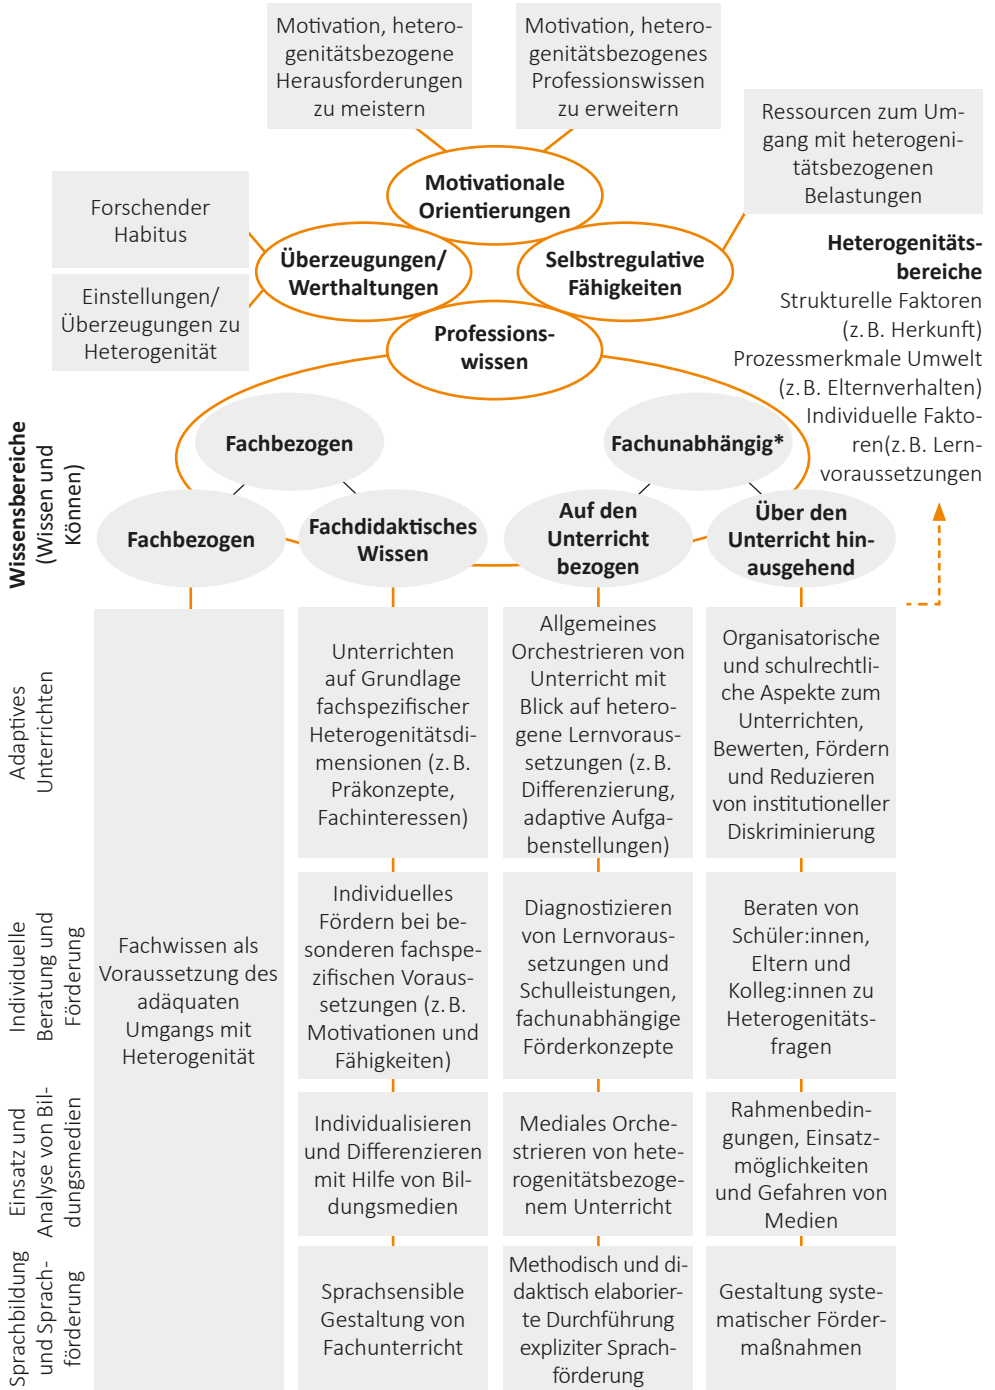 Motivation, hetero-
genitätsbezogene
Herausforderungen
zu meistern
Motivation, heter-
ogenitätsbezogenes
Professionswissen
zu erweitern
Ressourcen zum Um-
gang mit heterogeni-
tätsbezogenen
Belastungen
Motivationale
Orientierungen
Forschender
Habitus
Überzeugungen/
Werthaltungen
Selbstregulative
Fähigkeiten
Einstellungen/
Überzeugungen zu
Heterogenität
Professions-
wissen
Heterogenitäts-
bereiche
Strukturelle Faktoren
(z. B. Herkunft)
Prozessmerkmale Umwelt
(z. B. Elternverhalten)
Individuelle Fakto-
ren(z. B. Lern-
voraussetzungen
Wissensbereiche
(Wissen und
Können)
Fachbezogen
Fachunabhängig*
Fachbezogen
Fachdidaktisches
Wissen
Auf den
Unterricht
bezogen
Über den
Unterricht hin-
ausgehend
Adaptives
Unterrichten
Unterrichten
auf Grundlage
fachspezifischer
Heterogenitätsdi-
mensionen (z. B.
Präkonzepte,
Fachinteressen)
Allgemeines
Orchestrieren von
Unterricht mit
Blick auf hetero-
gene Lernvoraus-
setzungen (z. B.
Differenzierung,
adaptive Aufga-
benstellungen)
Organisatorische
und schulrechtli-
che Aspekte zum
Unterrichten,
Bewerten, Fördern
und Reduzieren
von institutioneller
Diskriminierung
Individuelle
Beratung und
Förderung
Fachwissen als
Voraussetzung des
adäquaten
Umgangs mit
Heterogenität
Individuelles
Fördern bei be-
sonderen fachspe-
zifischen Voraus-
setzungen (z. B.
Motivationen und
Fähigkeiten)
Diagnostizieren
von Lernvoraus-
setzungen und
Schulleistungen,
fachunabhängige
Förderkonzepte
Beraten von
Schüler:innen,
Eltern und
Kolleg:innen zu
Heterogenitäts-
fragen
Einsatz und
Analyse von Bil-
dungsmedien
Individualisieren
und Differenzieren
mit Hilfe von Bil-
dungsmedien
Mediales Orche-
strieren von hete-
rogenitätsbezoge-
nem Unterricht
Rahmenbedin-
gungen, Einsatz-
möglichkeiten
und Gefahren von
Medien
Sprachbildung
und Sprach-
förderung
Sprachsensible
Gestaltung von
Fachunterricht
Methodisch und di-
daktisch elaborier-
te Durchführung
expliziter Sprach-
förderung
Gestaltung syste-
matischer Förder-
maßnahmen